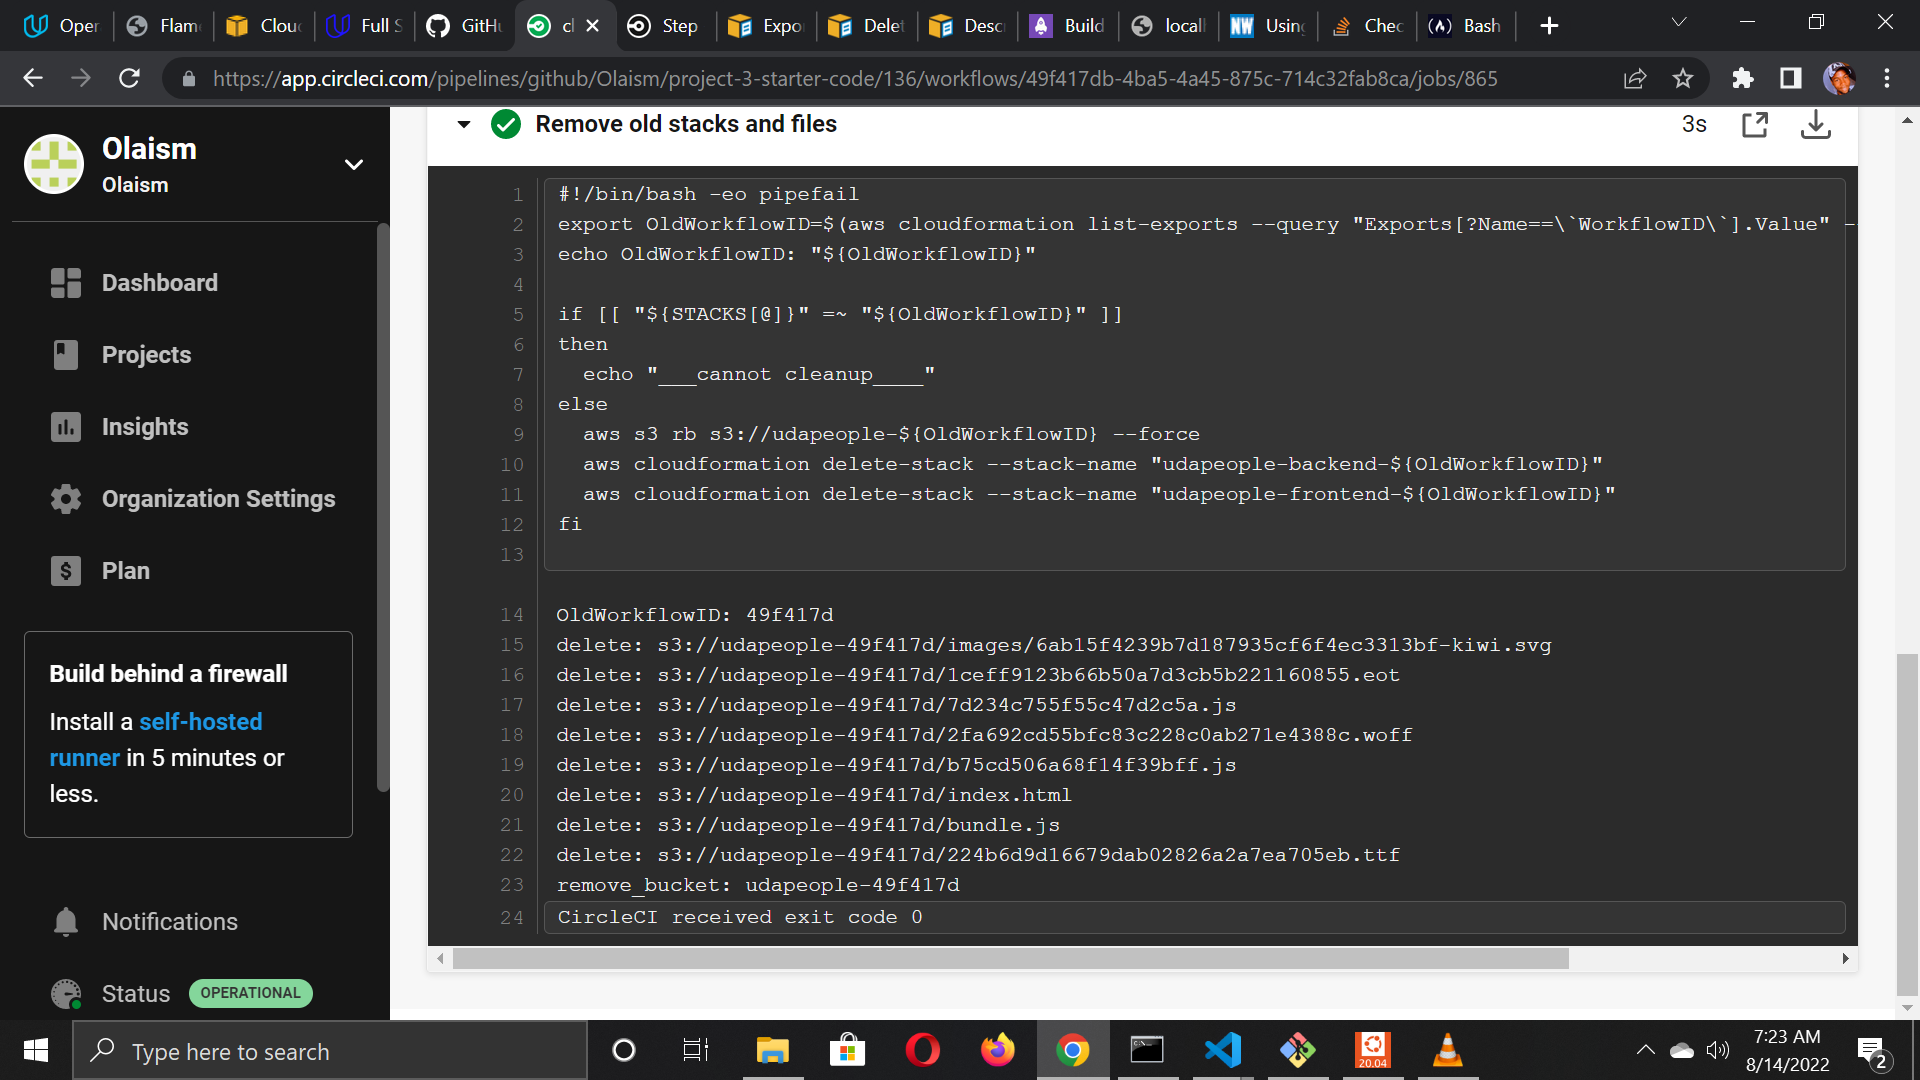 Oper
Flam
Clou
Full S
GitHu
cl
Step
Expo
Delet
Desc
Build
locall
Using
Chec
Bash
https://app.circleci.com/pipelines/github/Olaism/project-3-starter-code/136/workflows/49f417db-4ba5-4a45-875c-714c32fab8ca/jobs/865
Olaism
Olaism
Dashboard
Projects
Insights
Organization Settings
Plan
Build behind a firewall
Install a self-hosted
runner in 5 minutes or
less.
Notifications
Status OPERATIONAL
Remove old stacks and files
3s
1 #!/bin/bash -eo pipefail
2 export OldWorkflowID=$(aws cloudformation list-exports --query "Exports[?Name==\`WorkflowID\`].Value" -
3 echo OldWorkflowID: "${OldWorkflowID}"
4
5 if [[ "${STACKS[@]}" =~ "${OldWorkflowID}" ]]
6 then
7 echo "___cannot cleanup____"
8 else
9 aws s3 rb s3://udapeople-${OldWorkflowID} --force
10 aws cloudformation delete-stack --stack-name "udapeople-backend-${OldWorkflowID}"
11 aws cloudformation delete-stack --stack-name "udapeople-frontend-${OldWorkflowID}"
12 fi
13
14 OldWorkflowID: 49f417d
15 delete: s3://udapeople-49f417d/images/6ab15f4239b7d187935cf6f4ec3313bf-kiwi.svg
16 delete: s3://udapeople-49f417d/1ceff9123b66b50a7d3cb5b221160855.eot
17 delete: s3://udapeople-49f417d/7d234c755f55c47d2c5a.js
18 delete: s3://udapeople-49f417d/2fa692cd55bfc83c228c0ab271e4388c.woff
19 delete: s3://udapeople-49f417d/b75cd506a68f14f39bff.js
20 delete: s3://udapeople-49f417d/index.html
21 delete: s3://udapeople-49f417d/bundle.js
22 delete: s3://udapeople-49f417d/224b6d9d16679dab02826a2a7ea705eb.ttf
23 remove_bucket: udapeople-49f417d
24 CircleCI received exit code 0
Type here to search
20.04
7:23 AM
8/14/2022
2